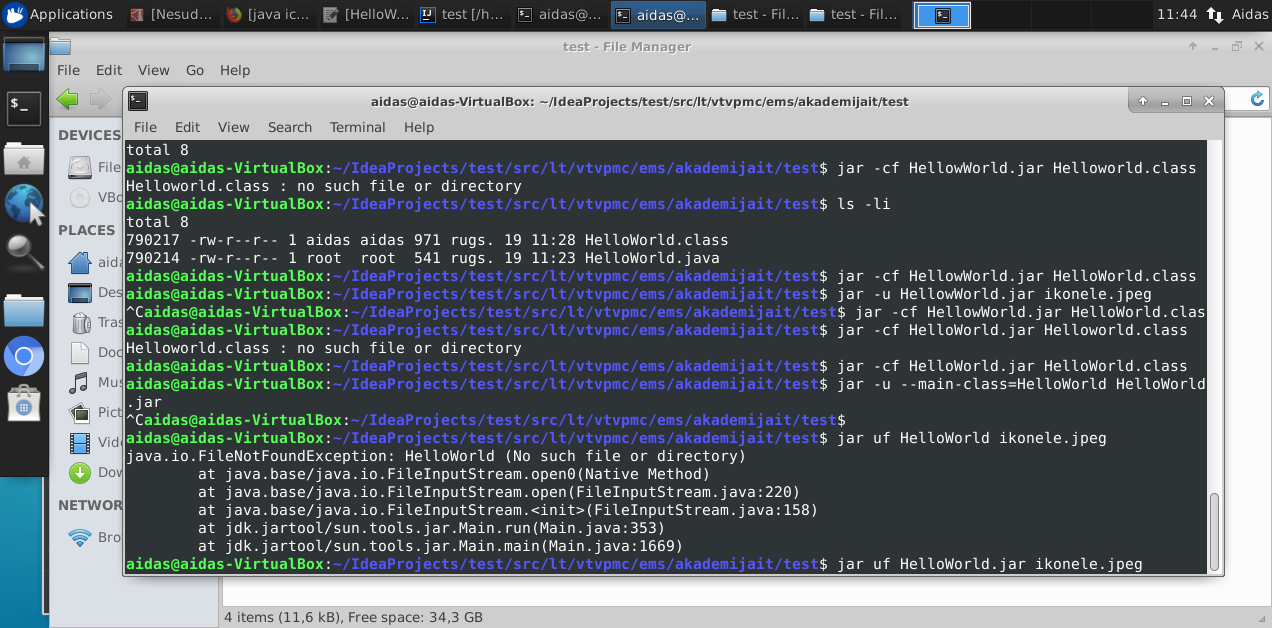 Applications
[Nesud...
[java ic...
[HelloW...
test [/h...
aidas@...
aidas@...
test - Fil...
test - Fil...
11:44
Aidas
test - File Manager
File Edit View Go Help
aidas@aidas-VirtualBox: ~/IdeaProjects/test/src/lt/vtvpmc/ems/akademijait/test
File Edit View Search Terminal Help
DEVICES
File
VBo
PLACES
aida
Des
Tras
Doc
Mus
Pict
Vide
Dow
NETWOR
Bro
total 8
aidas@aidas-VirtualBox:~/IdeaProjects/test/src/lt/vtvpmc/ems/akademijait/test$ jar -cf HellowWorld.jar Helloworld.class
Helloworld.class : no such file or directory
aidas@aidas-VirtualBox:~/IdeaProjects/test/src/lt/vtvpmc/ems/akademijait/test$ ls -li
total 8
790217 -rw-r--r-- 1 aidas aidas 971 rugs. 19 11:28 HelloWorld.class
790214 -rw-r--r-- 1 root  root  541 rugs. 19 11:23 HelloWorld.java
aidas@aidas-VirtualBox:~/IdeaProjects/test/src/lt/vtvpmc/ems/akademijait/test$ jar -cf HellowWorld.jar HelloWorld.class
aidas@aidas-VirtualBox:~/IdeaProjects/test/src/lt/vtvpmc/ems/akademijait/test$ jar -u HellowWorld.jar ikonele.jpeg
^Caidas@aidas-VirtualBox:~/IdeaProjects/test/src/lt/vtvpmc/ems/akademijait/test$ jar -cf HellowWorld.jar HelloWorld.clas
aidas@aidas-VirtualBox:~/IdeaProjects/test/src/lt/vtvpmc/ems/akademijait/test$ jar -cf HelloWorld.jar Helloworld.class
Helloworld.class : no such file or directory
aidas@aidas-VirtualBox:~/IdeaProjects/test/src/lt/vtvpmc/ems/akademijait/test$ jar -cf HelloWorld.jar HelloWorld.class
aidas@aidas-VirtualBox:~/IdeaProjects/test/src/lt/vtvpmc/ems/akademijait/test$ jar -u --main-class=HelloWorld HelloWorld
.jar
^Caidas@aidas-VirtualBox:~/IdeaProjects/test/src/lt/vtvpmc/ems/akademijait/test$
aidas@aidas-VirtualBox:~/IdeaProjects/test/src/lt/vtvpmc/ems/akademijait/test$ jar uf HelloWorld ikonele.jpeg
java.io.FileNotFoundException: HelloWorld (No such file or directory)
at java.base/java.io.FileInputStream.open0(Native Method)
at java.base/java.io.FileInputStream.open(FileInputStream.java:220)
at java.base/java.io.FileInputStream.<init>(FileInputStream.java:158)
at jdk.jartool/sun.tools.jar.Main.run(Main.java:353)
at jdk.jartool/sun.tools.jar.Main.main(Main.java:1669)
aidas@aidas-VirtualBox:~/IdeaProjects/test/src/lt/vtvpmc/ems/akademijait/test$ jar uf HelloWorld.jar ikonele.jpeg
4 items (11,6 kB), Free space: 34,3 GB